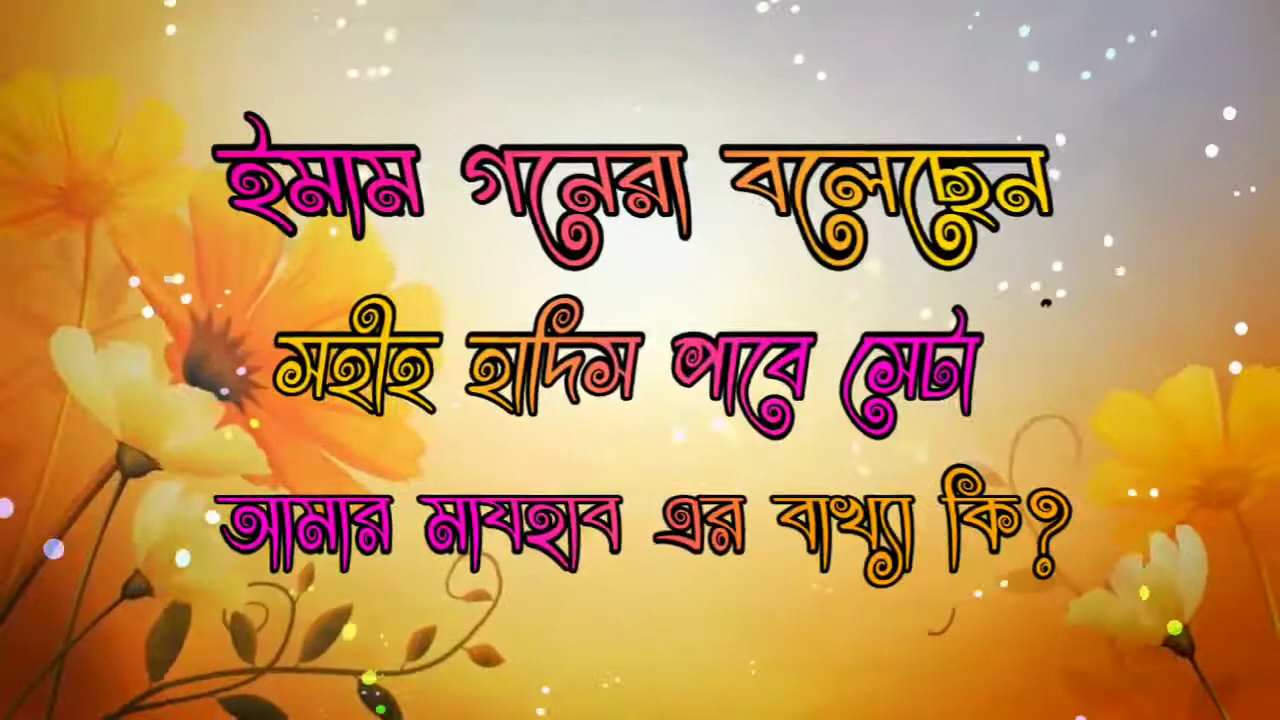 ইমাম গনেরা বলেছেন
সহীহ হাদিস পাবে সেটা
আমার মাযহাব এর বাখ্যা কি?